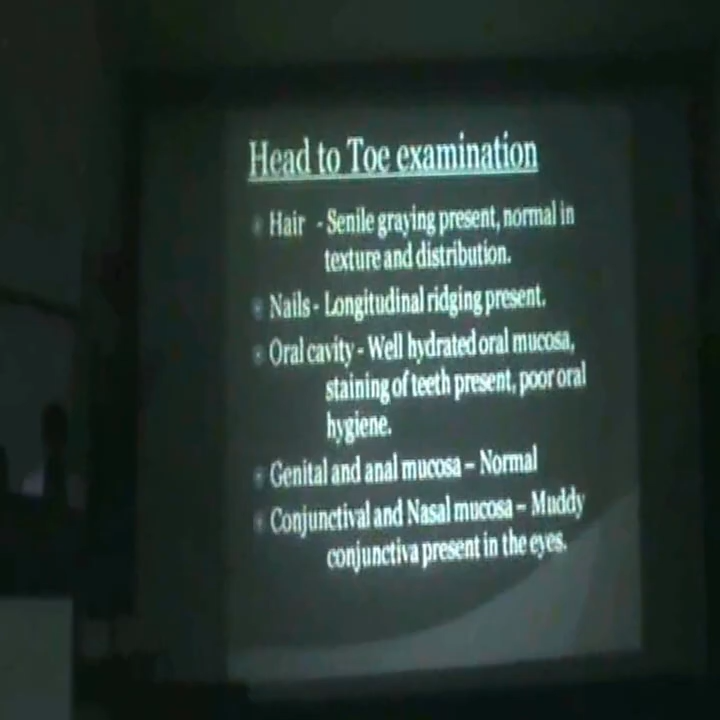 Head to Toe examination
Hair - Senile graying present, normal in
texture and distribution.
Nails - Longitudinal ridging present.
Oral cavity - Well hydrated oral mucosa,
staining of teeth present, poor oral
hygiene.
Genital and anal mucosa – Normal
Conjunctival and Nasal mucosa – Muddy
conjunctiva present in the eyes.